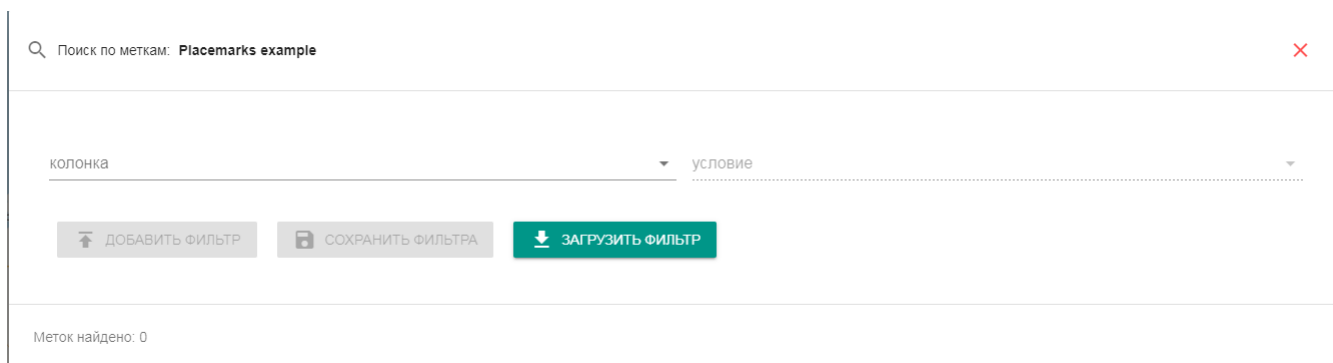 Поиск по меткам: Placemarks example
колонка
условие
ДОБАВИТЬ ФИЛЬТР
СОХРАНИТЬ ФИЛЬТРА
ЗАГРУЗИТЬ ФИЛЬТР
Меток найдено: 0